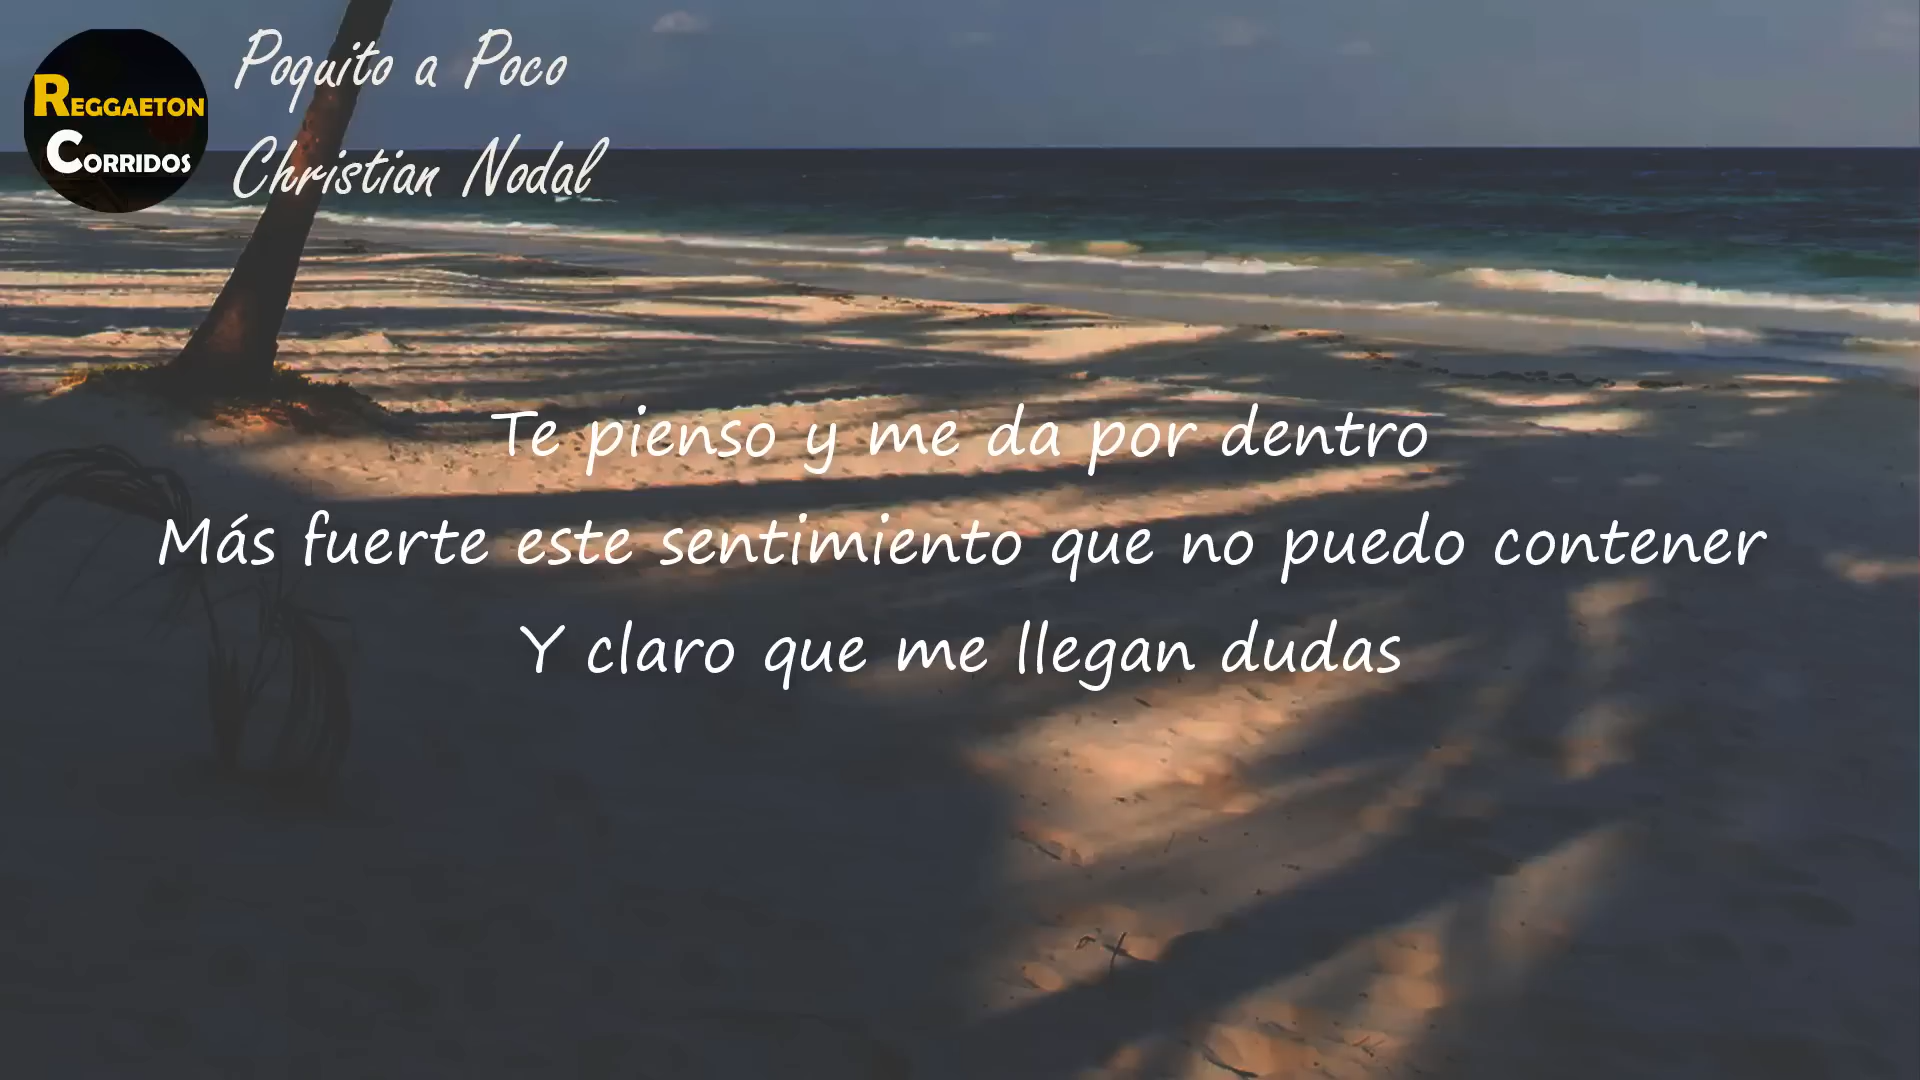 REGGAETON
CORRIDOS
Poquito a Poco
Christian Nodal
Te pienso y me da por dentro
Más fuerte este sentimiento que no puedo contener
Y claro que me llegan dudas